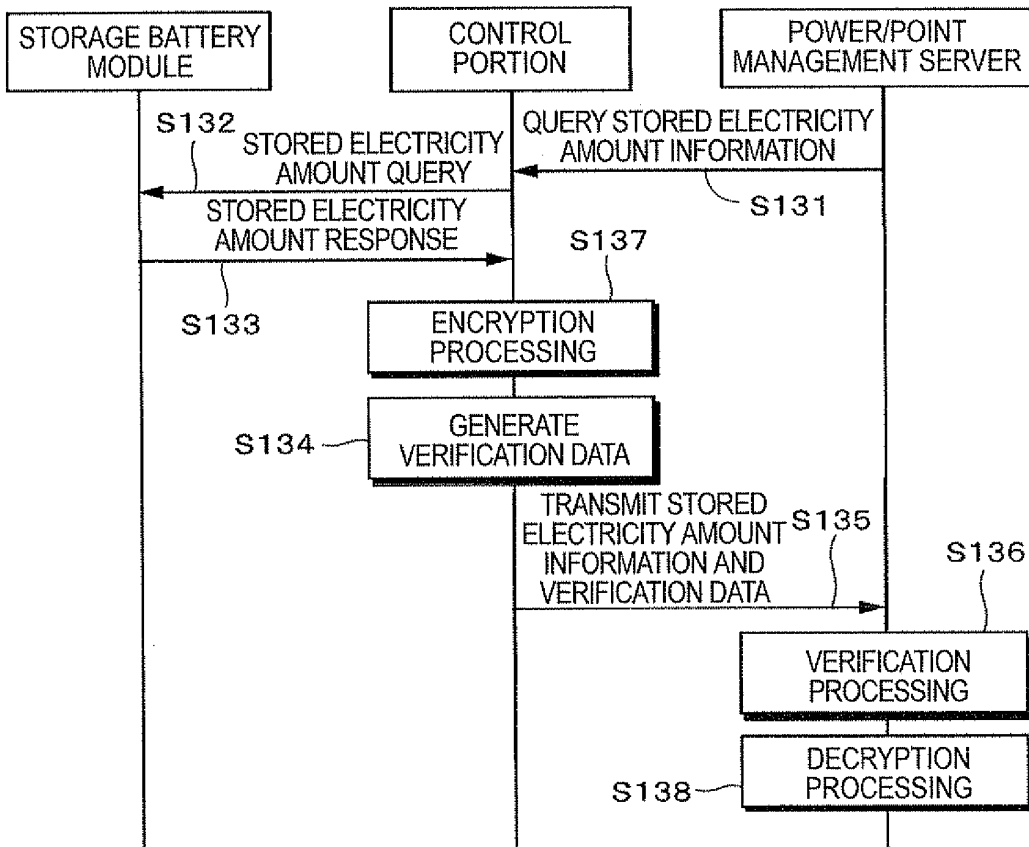 STORAGE BATTERY
MODULE
CONTROL
PORTION
POWER/POINT
MANAGEMENT SERVER
QUERY STORED ELECTRICITY
AMOUNT INFORMATION
S131
S132
STORED ELECTRICITY
AMOUNT QUERY
STORED ELECTRICITY
AMOUNT RESPONSE
S133
S137
ENCRYPTION
PROCESSING
S134
GENERATE
VERIFICATION DATA
TRANSMIT STORED
ELECTRICITY AMOUNT
INFORMATION AND
VERIFICATION DATA
S135
S136
VERIFICATION
PROCESSING
DECRYPTION
PROCESSING
S138